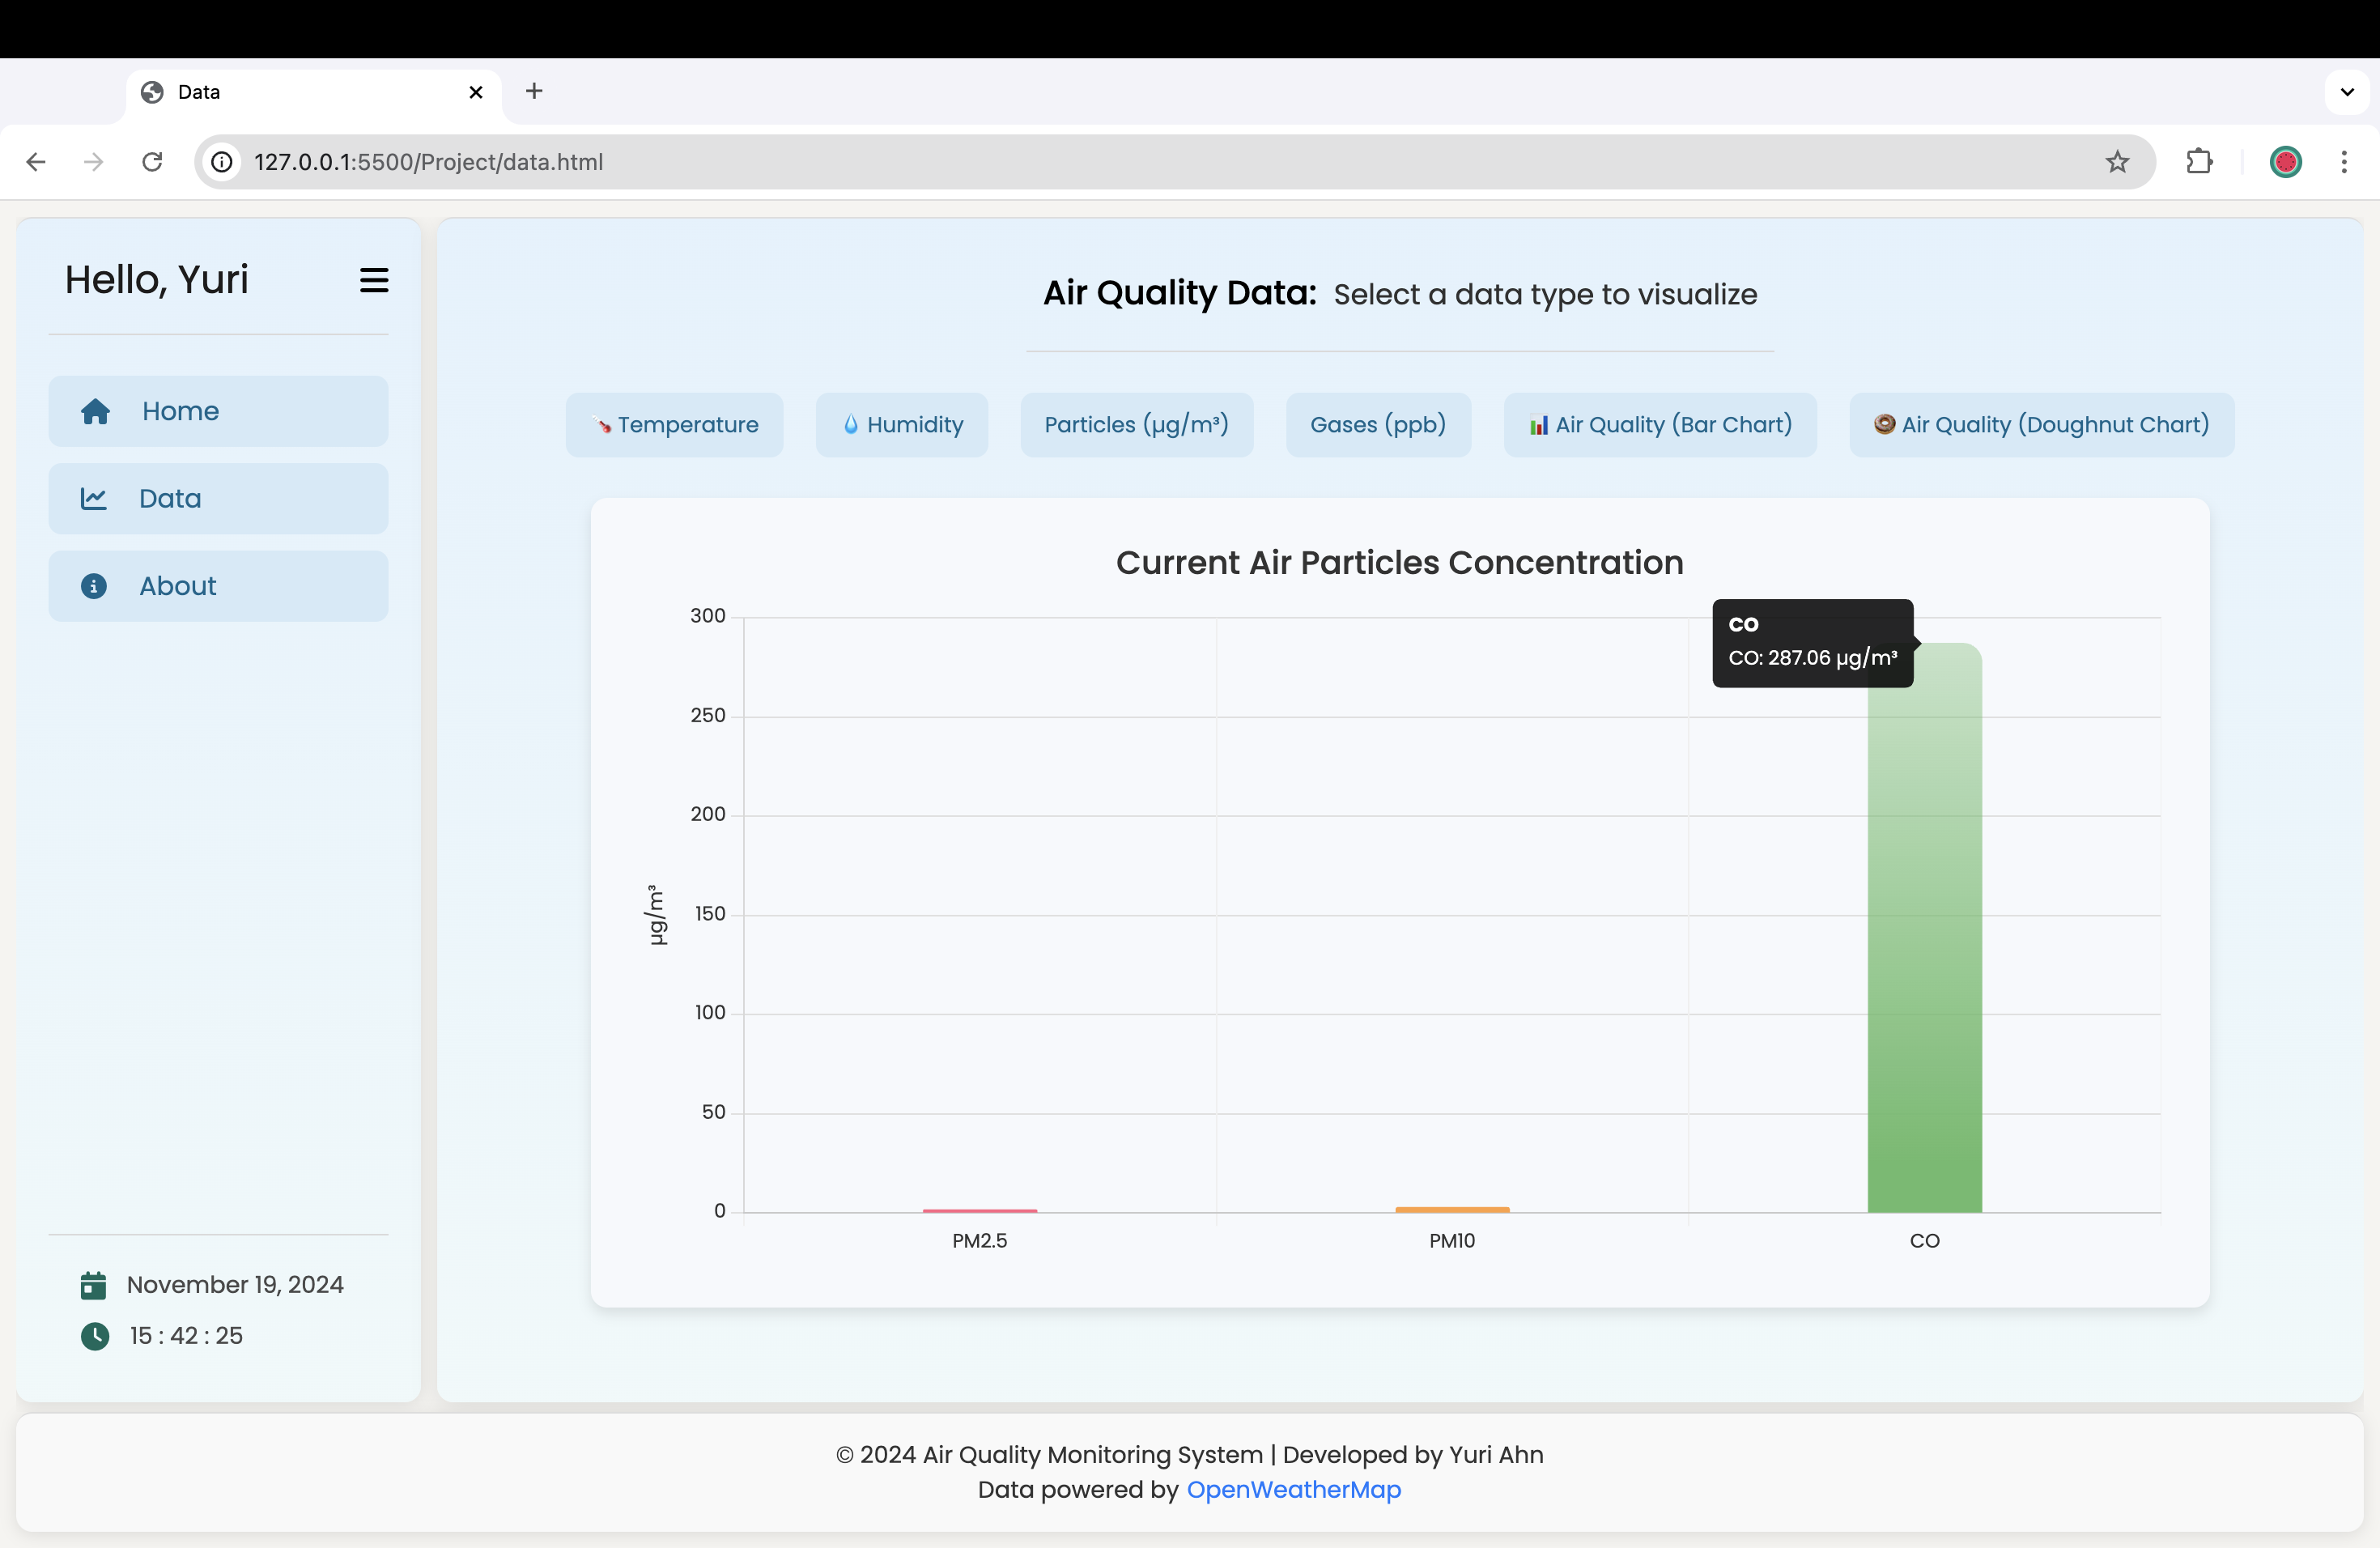 Data
127.0.0.1:5500/Project/data.html
Hello, Yuri
Home
Data
About
November 19, 2024
15 : 42 : 25
Air Quality Data: Select a data type to visualize
Temperature
Humidity
Particles (µg/m³)
Gases (ppb)
Air Quality (Bar Chart)
Air Quality (Doughnut Chart)
Current Air Particles Concentration
300
250
200
150
100
50
0
µg/m³
CO
CO: 287.06 µg/m³
PM2.5
PM10
CO
© 2024 Air Quality Monitoring System | Developed by Yuri Ahn
Data powered by OpenWeatherMap